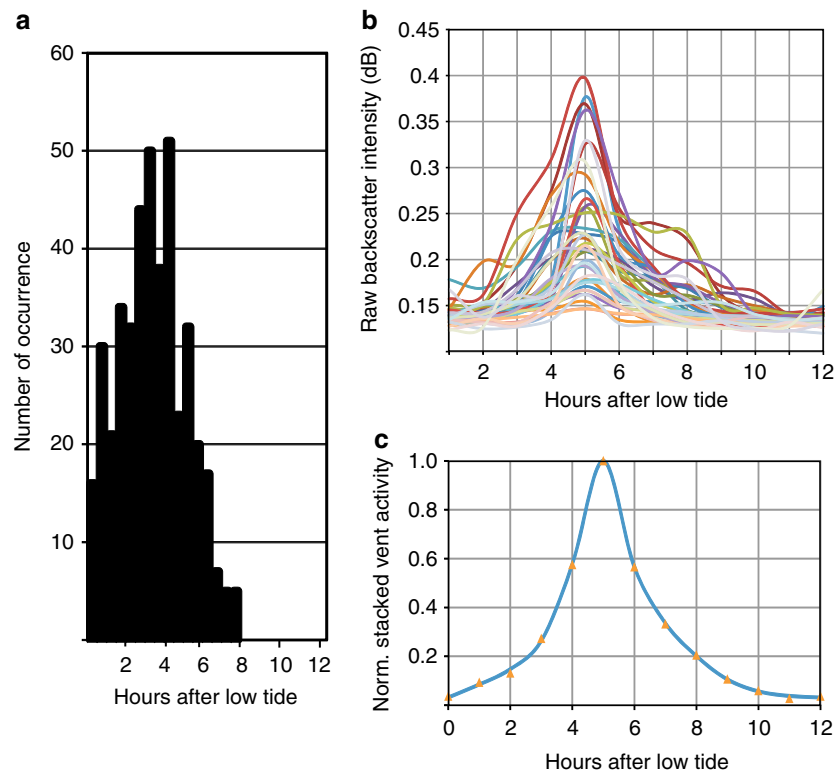 a
60
50
40
30
20
10
Number of occurrence
2 4 6 8 10 12
Hours after low tide
b
0.45
0.4
0.35
0.3
0.25
0.2
0.15
Raw backscatter intensity (dB)
2 4 6 8 10 12
Hours after low tide
c
1.0
0.8
0.6
0.4
0.2
Norm. stacked vent activity
0 2 4 6 8 10 12
Hours after low tide